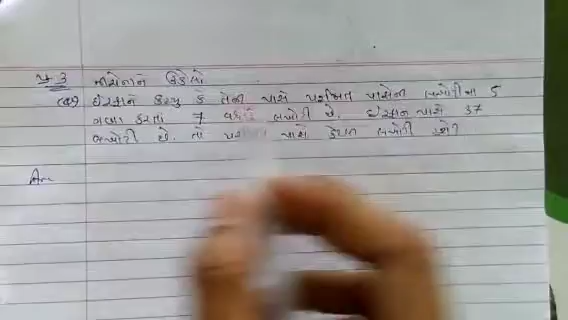 પ્ર.3 નીચેનાને ઉકેલો
(અ) ઇરફાને કહ્યુ કે તેની પાસે પરમિત પાસેની લખોટીના 5
ગણા કરતાં 7 વધારે લખોટી છે. ઇરફાન પાસે 37
લખોટી છે. તો પરમિત પાસે કેટલી લખોટી હશે?
Ans